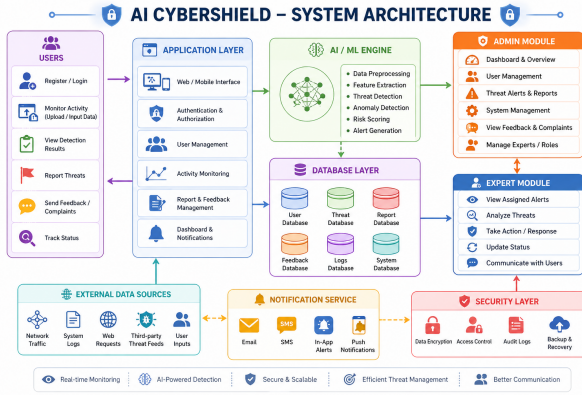 AI CYBERSHIELD – SYSTEM ARCHITECTURE
USERS
Register / Login
Monitor Activity
(Upload / Input Data)
View Detection
Results
Report Threats
Send Feedback /
Complaints
Track Status
APPLICATION LAYER
Web / Mobile Interface
Authentication &
Authorization
User Management
Activity Monitoring
Report & Feedback
Management
Dashboard &
Notifications
AI / ML ENGINE
• Data Preprocessing
• Feature Extraction
• Threat Detection
• Anomaly Detection
• Risk Scoring
• Alert Generation
DATABASE LAYER
User
Database
Threat
Database
Report
Database
Feedback
Database
Logs
Database
System
Database
ADMIN MODULE
Dashboard & Overview
User Management
Threat Alerts & Reports
System Management
View Feedback & Complaints
Manage Experts / Roles
EXPERT MODULE
View Assigned Alerts
Analyze Threats
Take Action / Response
Update Status
Communicate with Users
EXTERNAL DATA SOURCES
Network
Traffic
System
Logs
Web
Requests
Third-party
Threat Feeds
User
Inputs
NOTIFICATION SERVICE
Email
SMS
SMS
In-App
Alerts
Push
Notifications
SECURITY LAYER
Data Encryption
Access Control
Audit Logs
Backup &
Recovery
Real-time Monitoring
AI-Powered Detection
Secure & Scalable
Efficient Threat Management
Better Communication